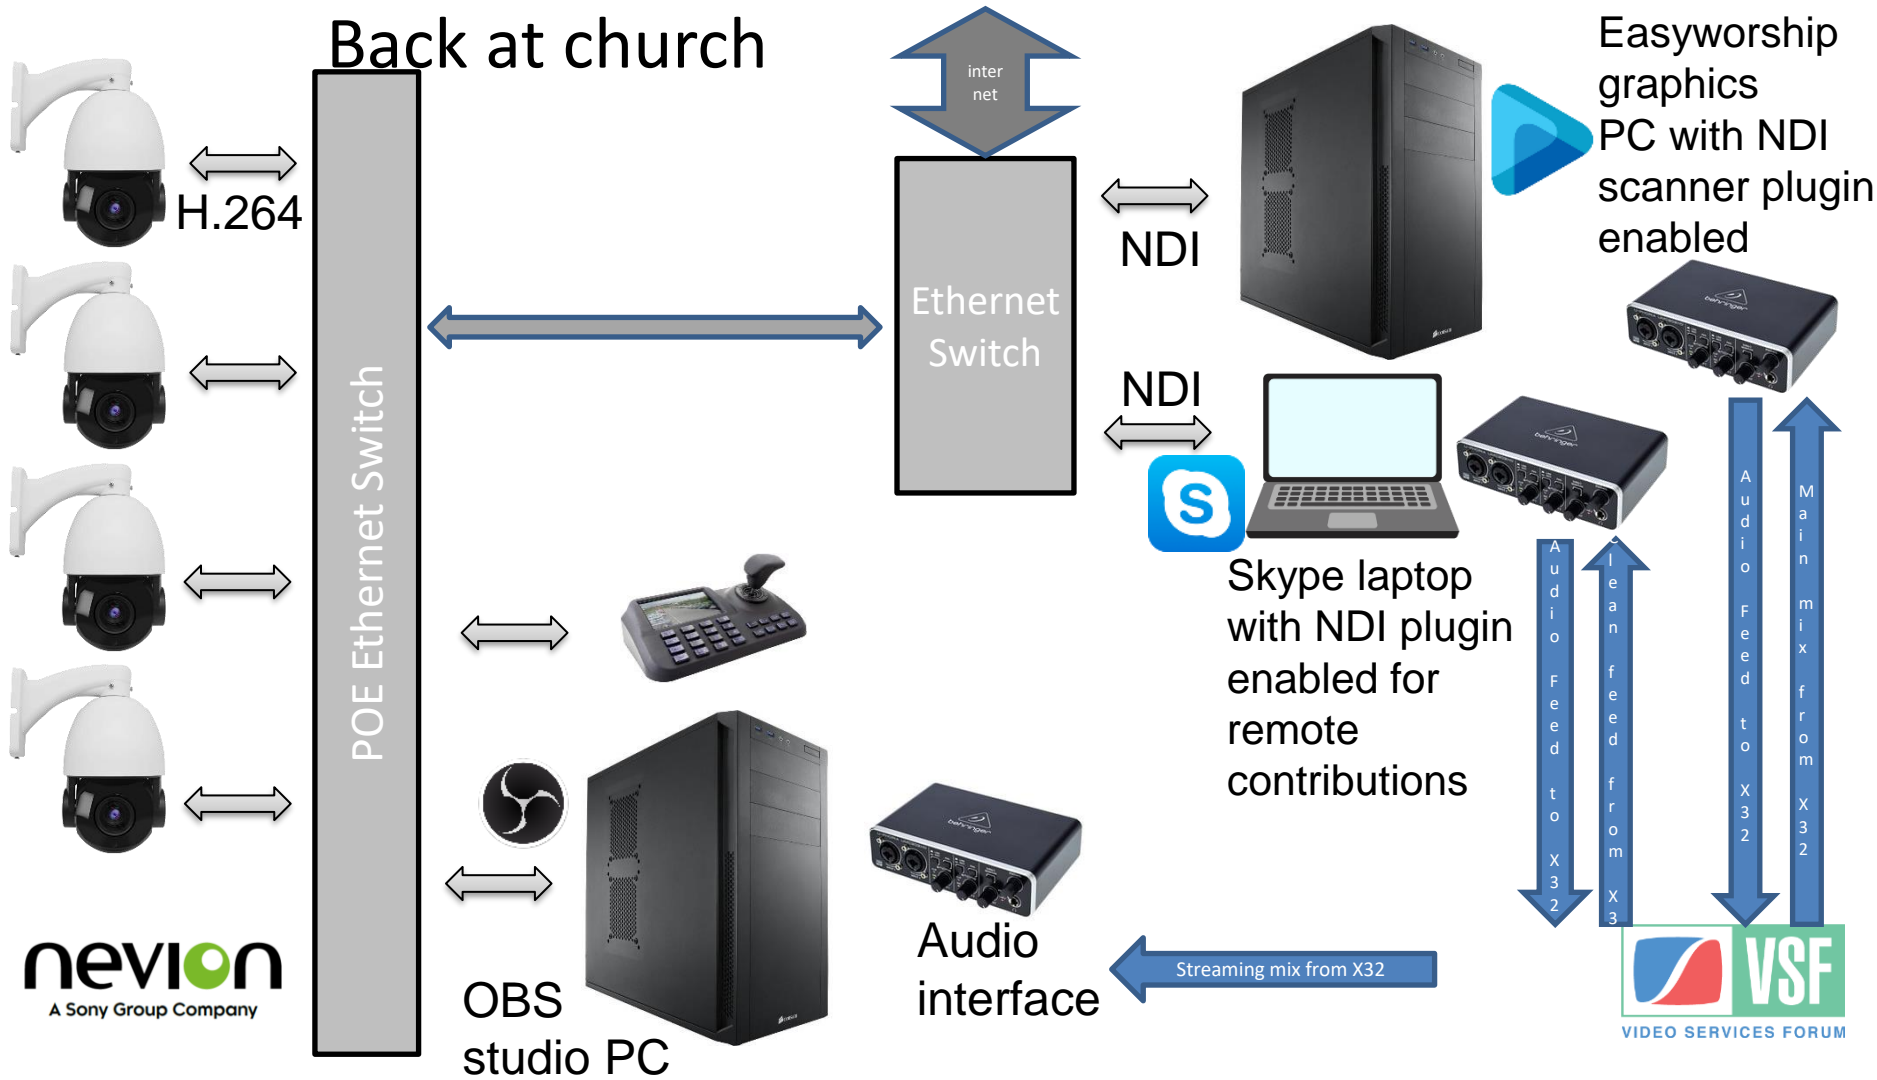 Back at church
inter
net
Easyworship
graphics
PC with NDI
scanner plugin
enabled
H.264
NDI
Ethernet
Switch
NDI
POE Ethernet Switch
behringer
behringer
S
Skype laptop
with NDI plugin
enabled for
remote
contributions
Audio Feed to X32
Clean feed from X3
Audio Feed to X32
Main mix from X32
behringer
Audio
interface
Streaming mix from X32
OBS
studio PC
nevion
A Sony Group Company
VSF
VIDEO SERVICES FORUM